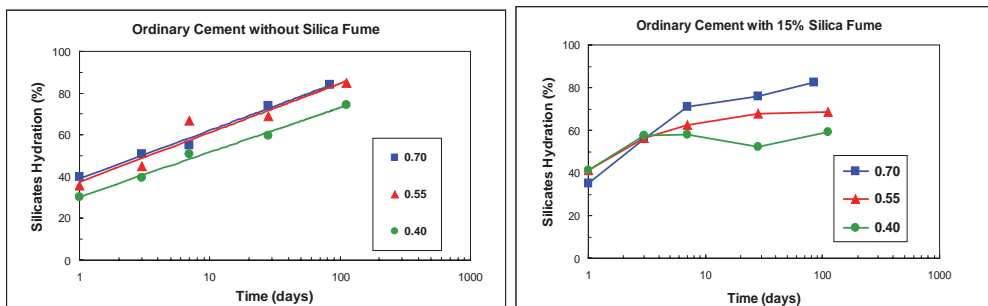 Ordinary Cement without Silica Fume
Silicates Hydration (%)
100
80
60
40
20
0
0.70
0.55
0.40
1 10 100 1000
Time (days)
Ordinary Cement with 15% Silica Fume
Silicates Hydration (%)
100
80
60
40
20
0
0.70
0.55
0.40
1 10 100 1000
Time (days)